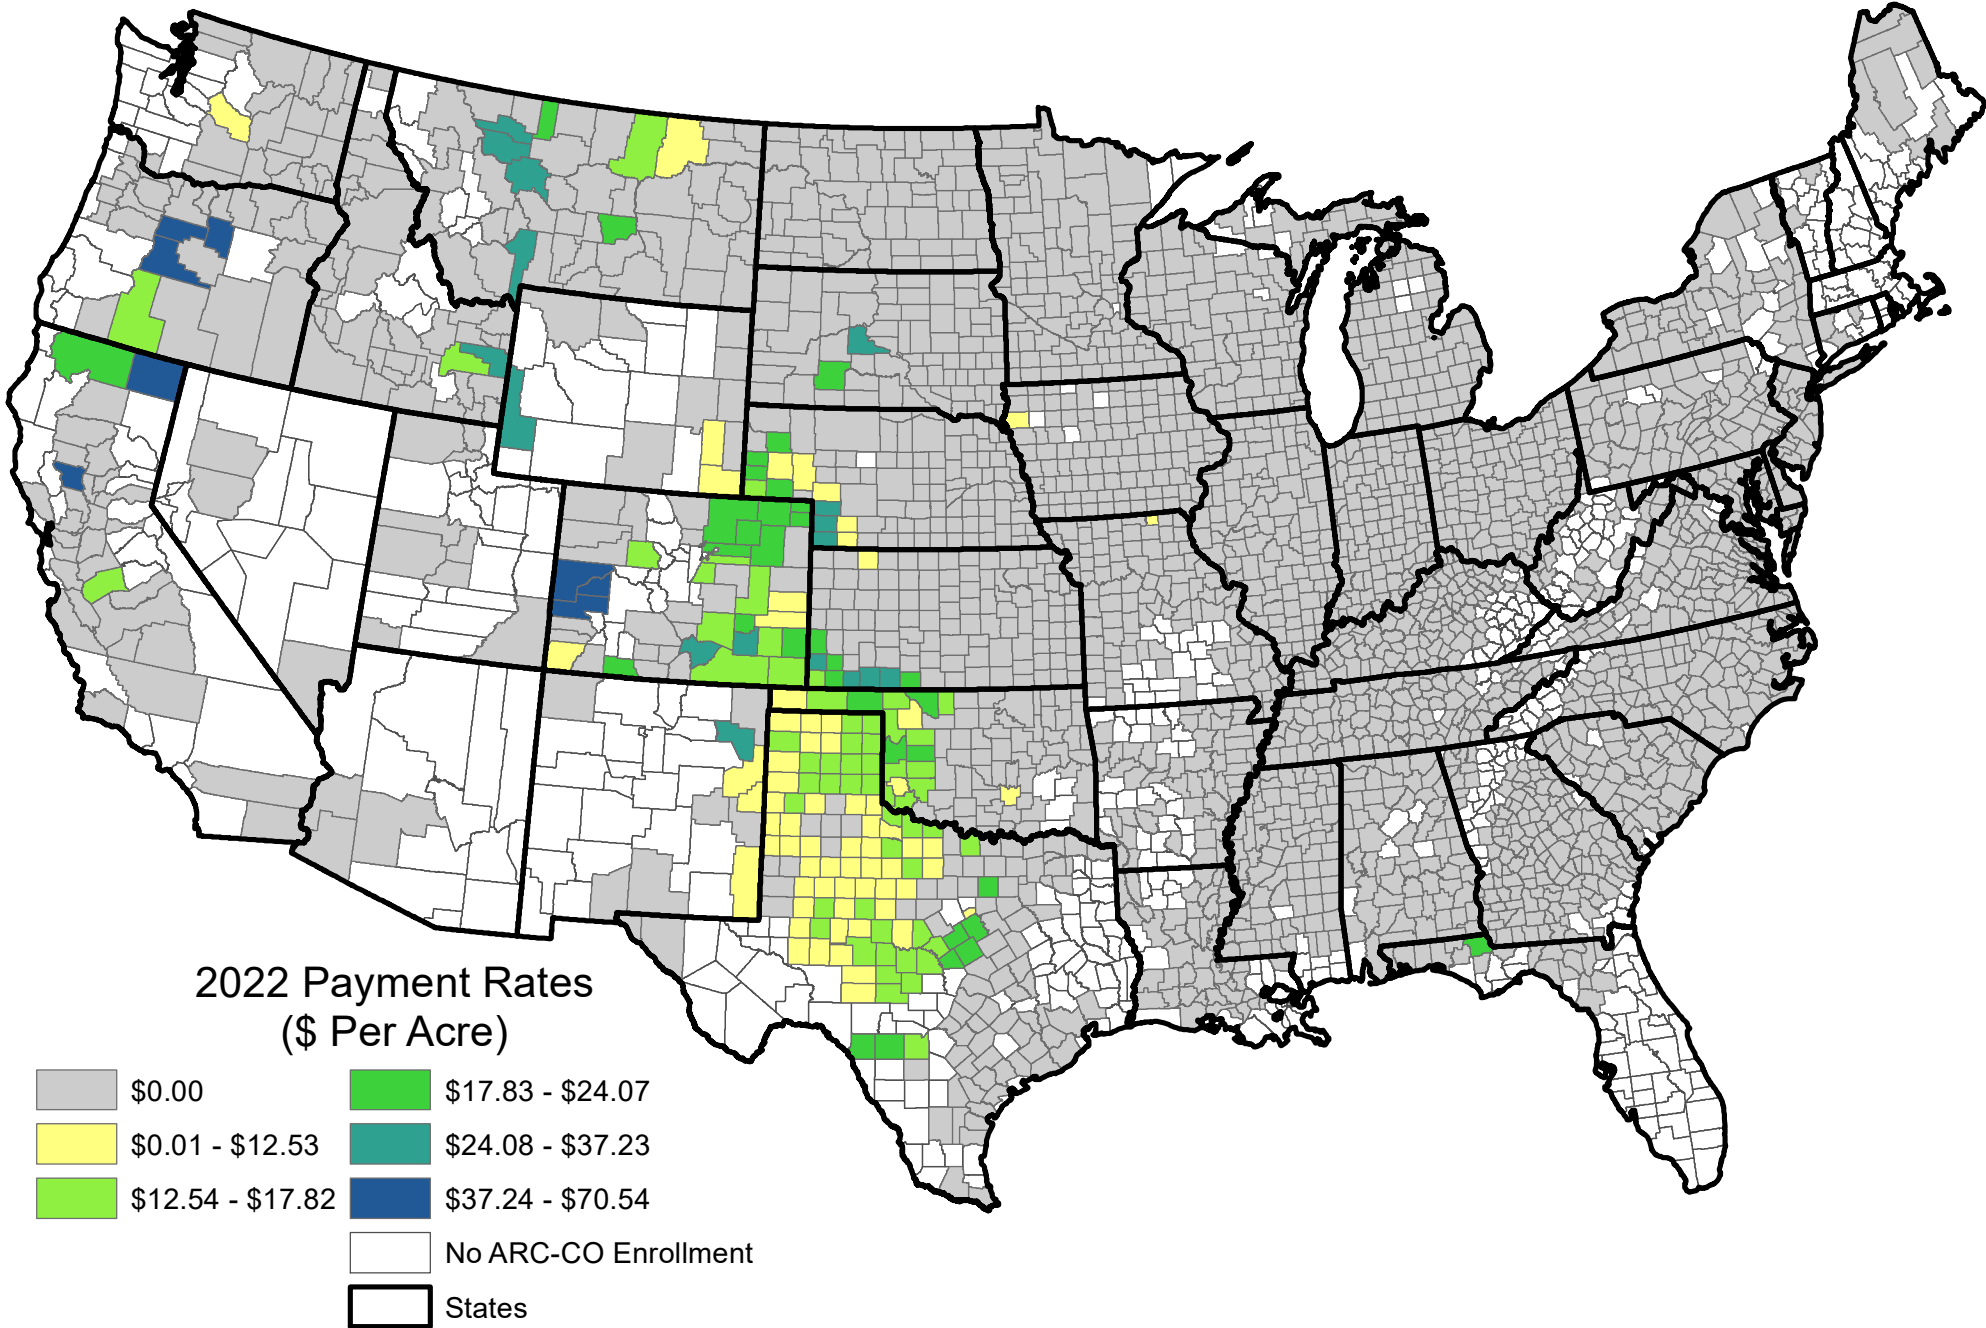 2022 Payment Rates
($ Per Acre)
$0.00
$0.01 - $12.53
$12.54 - $17.82
$17.83 - $24.07
$24.08 - $37.23
$37.24 - $70.54
No ARC-CO Enrollment
States